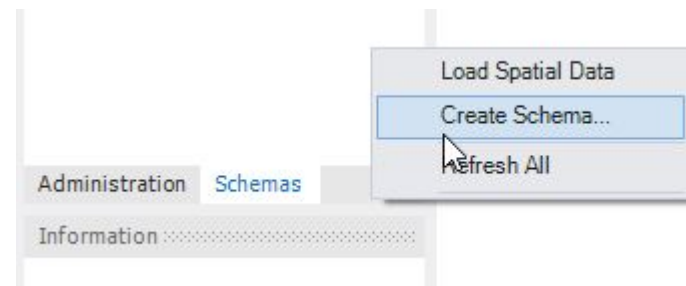 Load Spatial Data
Create Schema...
Refresh All
Administration Schemas
Information